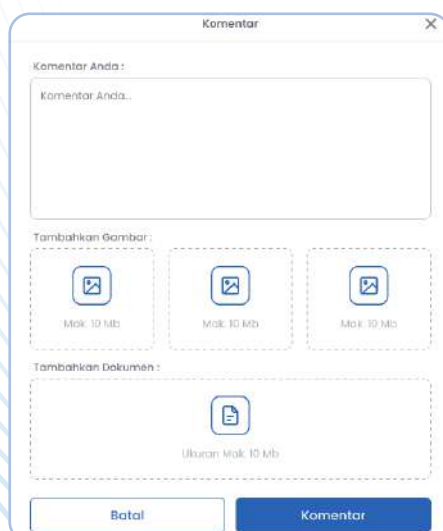 Komentar
Komentar Anda :
Komentar Anda...
Tambahkan Gambar :
Mak. 10 Mb Mak. 10 Mb Mak. 10 Mb
Tambahkan Dokumen :
Ukuran Mak. 10 Mb
Batal Komentar